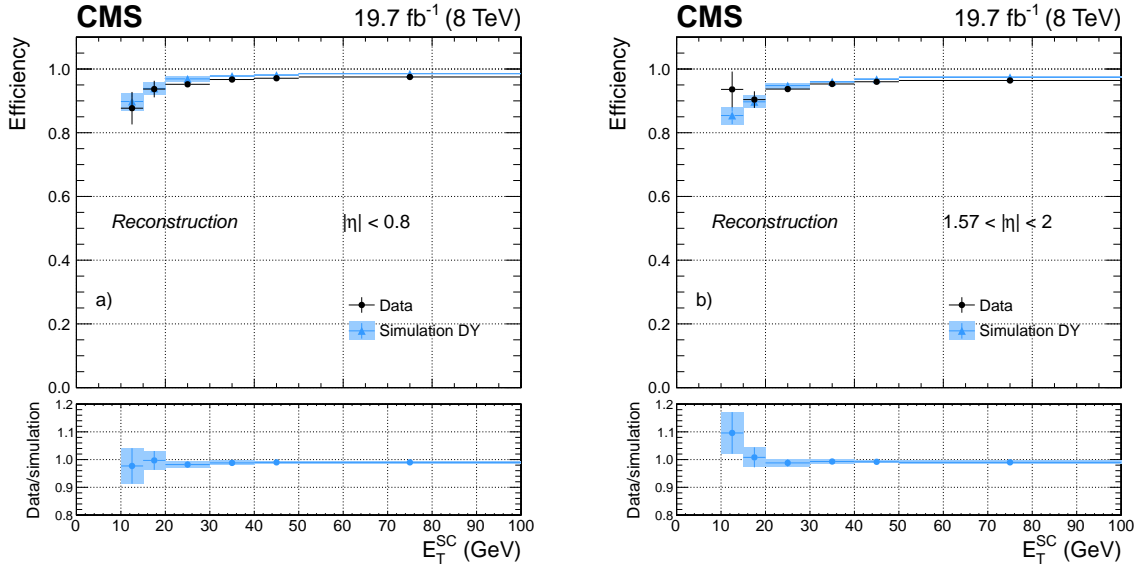 CMS 19.7 fb⁻¹ (8 TeV)
Efficiency
1.0
0.8
0.6
0.4
0.2
0.0
Reconstruction |η| < 0.8
a)
Data
Simulation DY
Data/simulation
1.2
1.1
1.0
0.9
0.8
0 10 20 30 40 50 60 70 80 90 100
E_T^SC (GeV)
CMS 19.7 fb⁻¹ (8 TeV)
Efficiency
1.0
0.8
0.6
0.4
0.2
0.0
Reconstruction 1.57 < |η| < 2
b)
Data
Simulation DY
Data/simulation
1.2
1.1
1.0
0.9
0.8
0 10 20 30 40 50 60 70 80 90 100
E_T^SC (GeV)